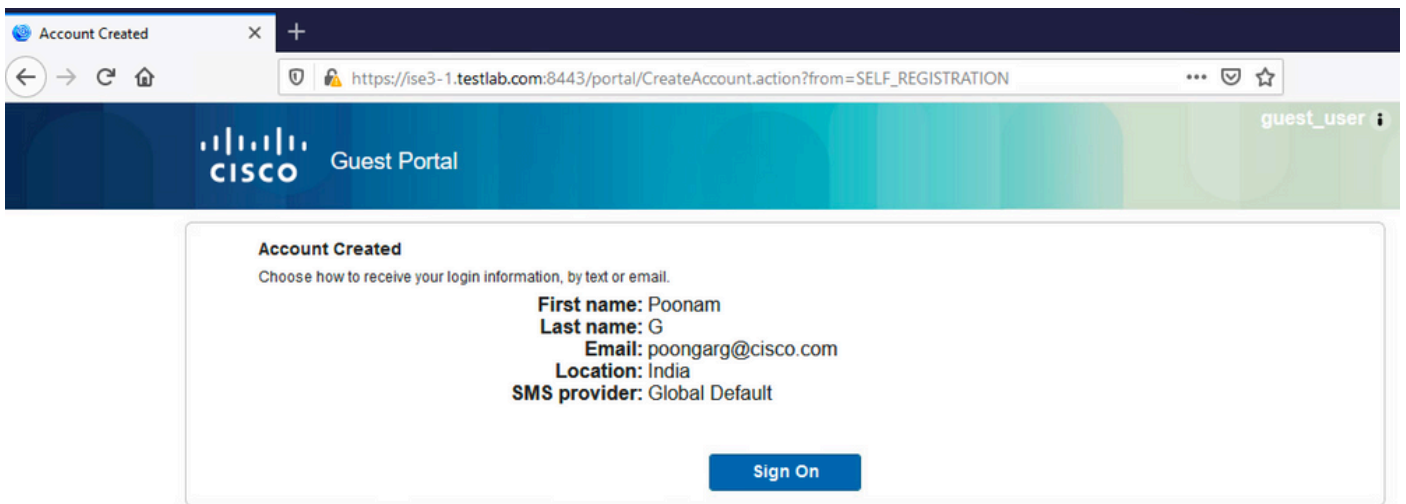 Account Created
https://ise3-1.testlab.com:8443/portal/CreateAccount.action?from=SELF_REGISTRATION
guest_user
CISCO Guest Portal
Account Created
Choose how to receive your login information, by text or email.
First name: Poonam
Last name: G
Email: poongarg@cisco.com
Location: India
SMS provider: Global Default
Sign On